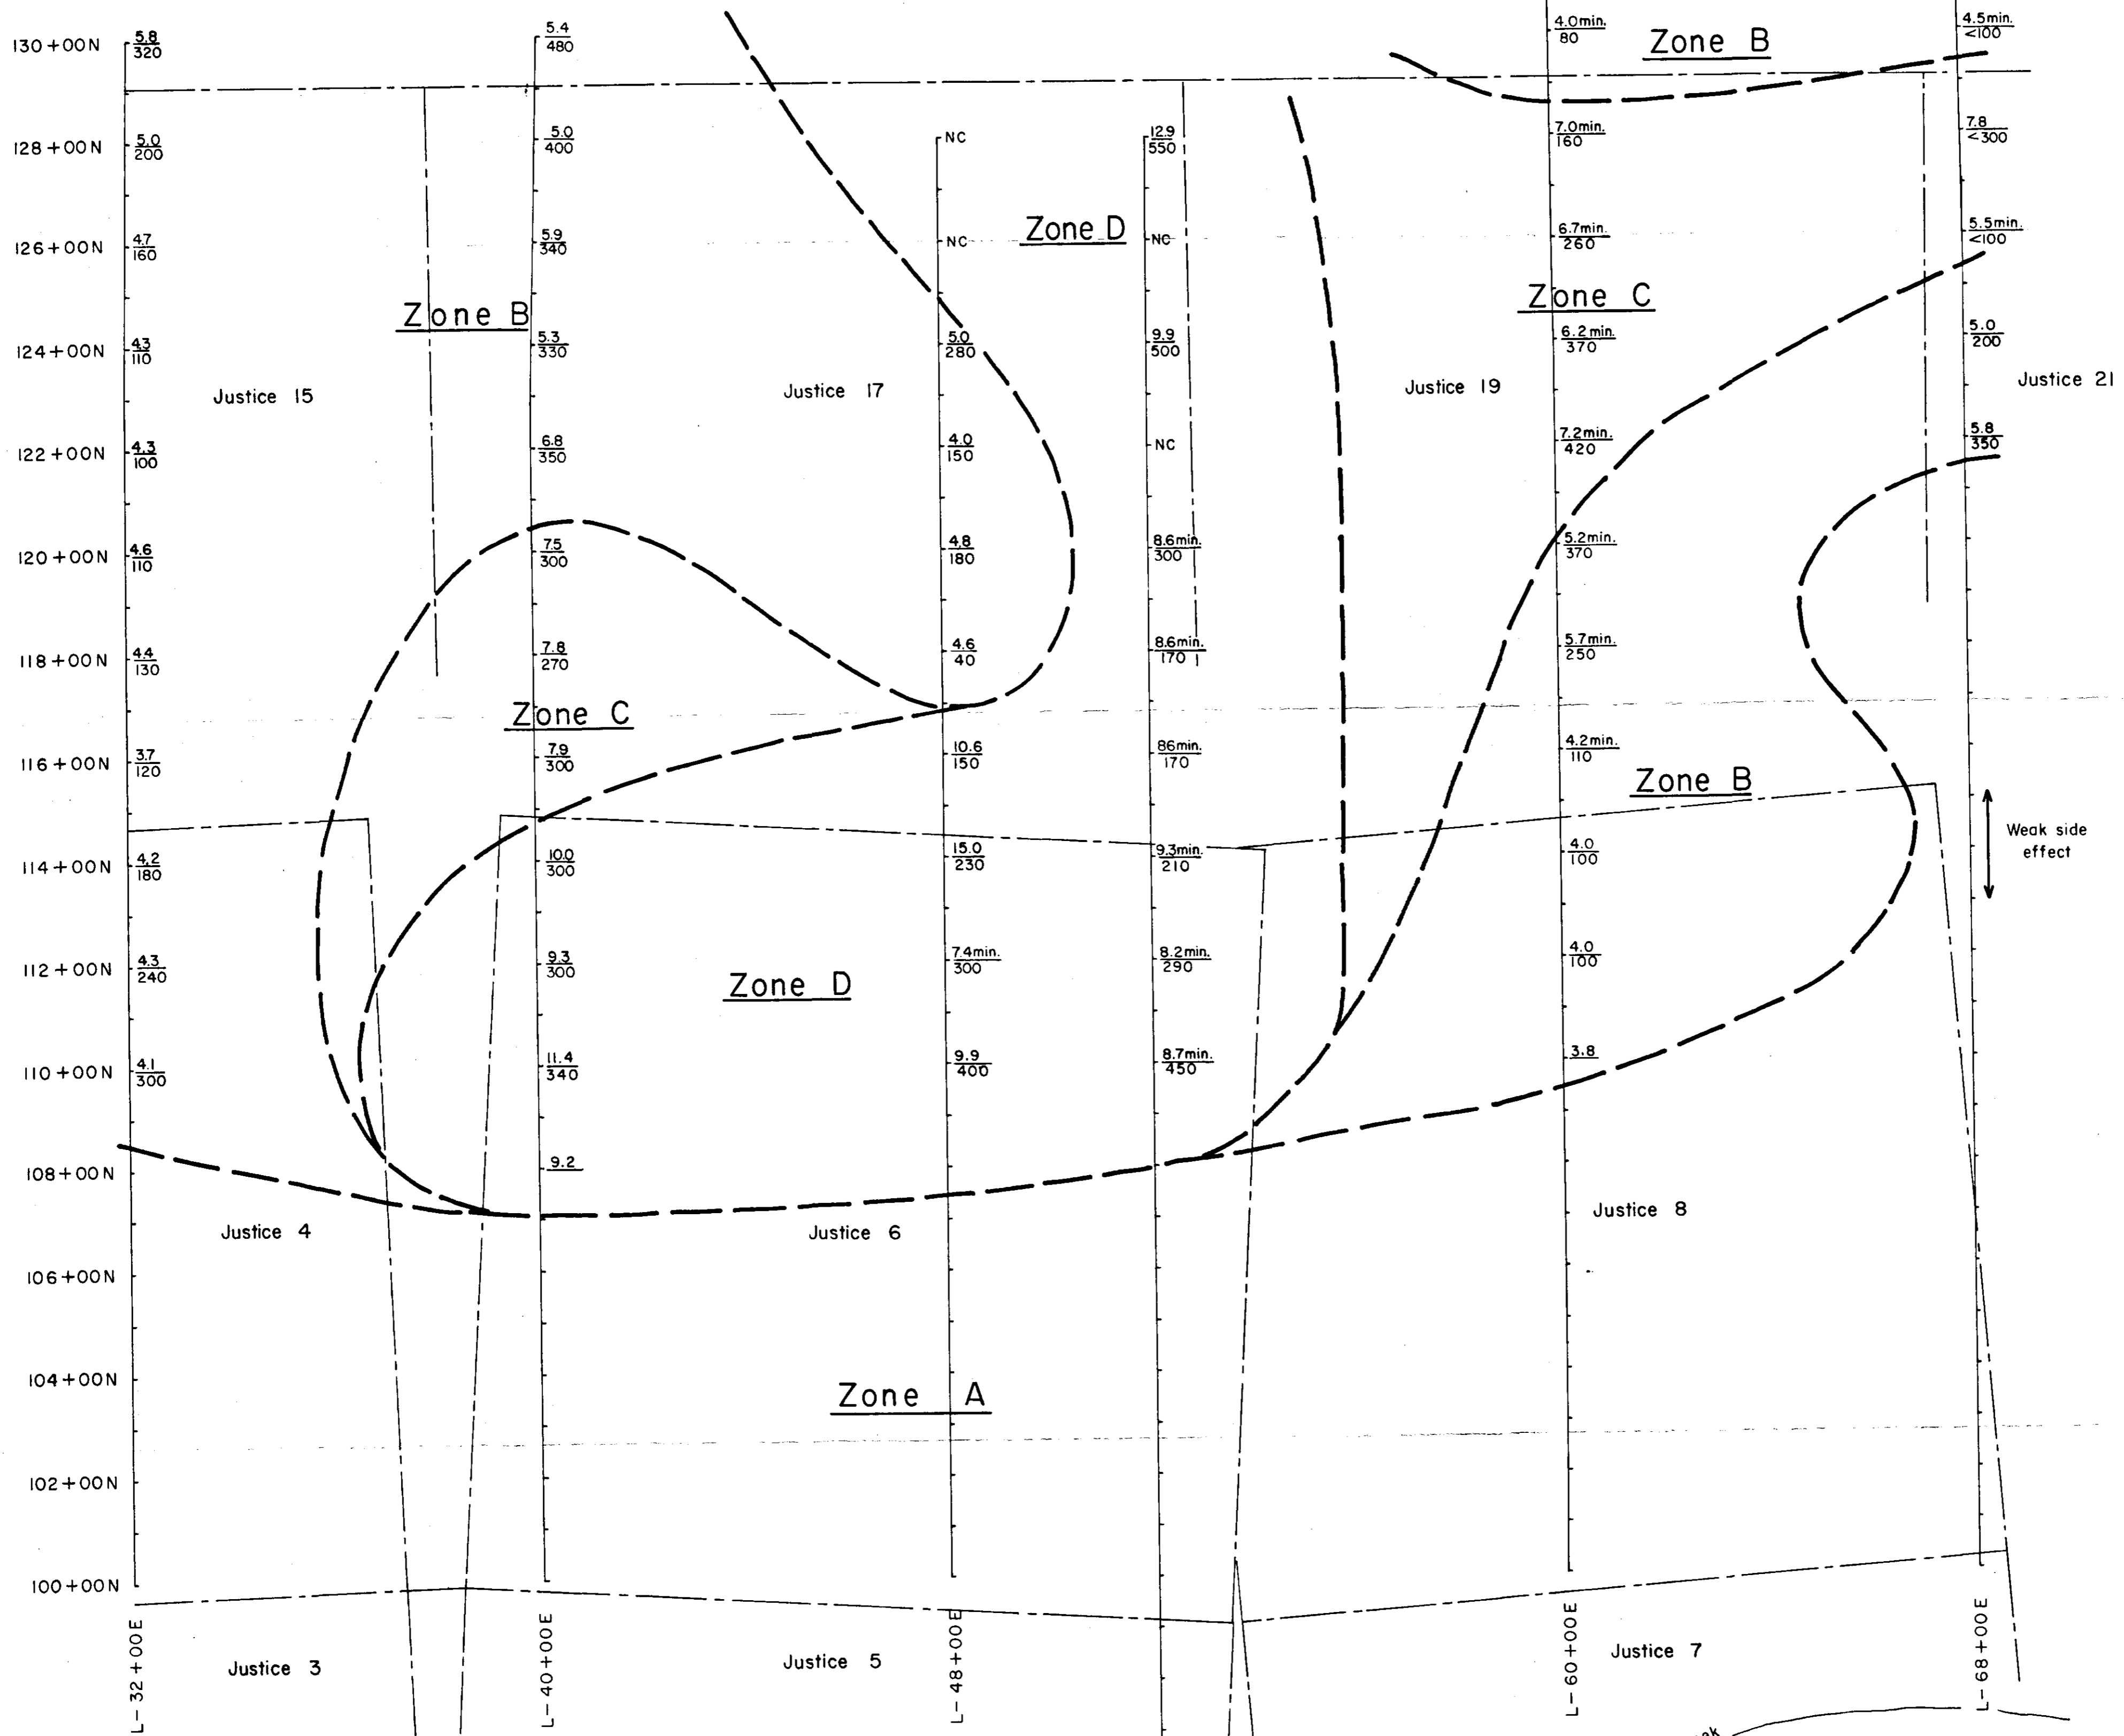 130+00N
5.8
320
5.4
480
4.0min.
80
Zone B
4.5min.
<100
128+00N
5.0
200
5.0
400
NC
12.9
550
7.0min.
160
7.8
<300
126+00N
4.7
160
5.9
340
NC
Zone D
NC
6.7min.
260
5.5min.
<100
Zone B
Zone C
124+00N
4.3
110
5.3
330
5.0
280
9.9
500
6.2min.
370
5.0
200
Justice 15
Justice 17
Justice 19
Justice 21
122+00N
4.3
100
6.8
350
4.0
150
NC
7.2min.
420
5.8
350
120+00N
4.6
110
7.5
300
4.8
180
8.6min.
300
5.2min.
370
118+00N
4.4
130
7.8
270
4.6
40
8.6min.
170
5.7min.
250
Zone C
116+00N
3.7
120
7.9
300
10.6
150
86min.
170
4.2min.
110
Zone B
Weak side
effect
114+00N
4.2
180
10.0
300
15.0
230
9.3min.
210
4.0
100
112+00N
4.3
240
9.3
300
7.4min.
300
8.2min.
290
4.0
100
Zone D
110+00N
4.1
300
11.4
340
9.9
400
8.7min.
450
3.8
108+00N
9.2
Justice 4
Justice 6
Justice 8
106+00N
104+00N
Zone A
102+00N
100+00N
L-32+00E
L-40+00E
L-48+00E
L-60+00E
L-68+00E
Justice 3
Justice 5
Justice 7